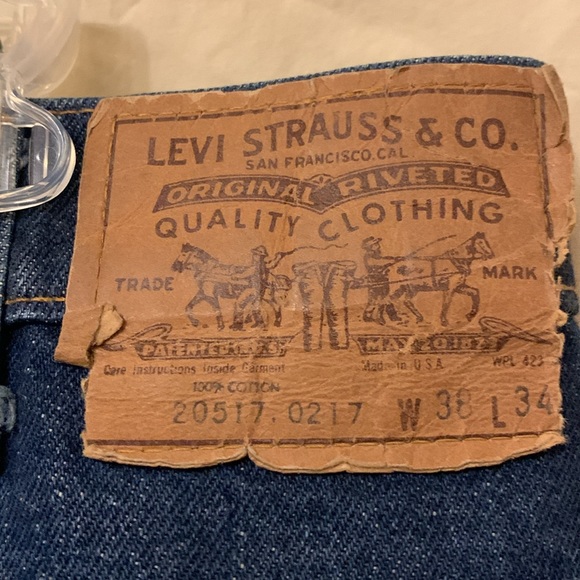 LEVI STRAUSS & CO.
SAN FRANCISCO.CAL.
ORIGINAL RIVETED
QUALITY CLOTHING
TRADE MARK
PATENTED U.S. MAY 20 1873
Care Instructions Inside Garment Made in U.S.A. WPL 423
100% COTTON
20517.0217 W 38 L 34